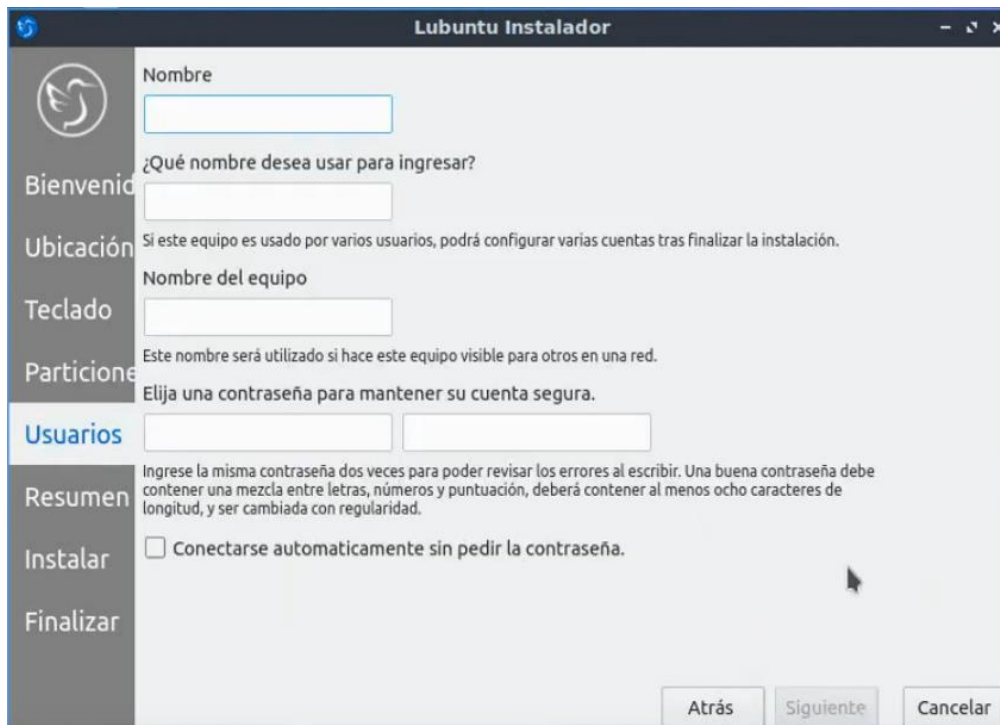 Lubuntu Instalador
Bienvenid
Ubicación
Teclado
Particione
Usuarios
Resumen
Instalar
Finalizar
Nombre
¿Qué nombre desea usar para ingresar?
Si este equipo es usado por varios usuarios, podrá configurar varias cuentas tras finalizar la instalación.
Nombre del equipo
Este nombre será utilizado si hace este equipo visible para otros en una red.
Elija una contraseña para mantener su cuenta segura.
Ingrese la misma contraseña dos veces para poder revisar los errores al escribir. Una buena contraseña debe
contener una mezcla entre letras, números y puntuación, deberá contener al menos ocho caracteres de
longitud, y ser cambiada con regularidad.
Conectarse automaticamente sin pedir la contraseña.
Atrás
Siguiente
Cancelar